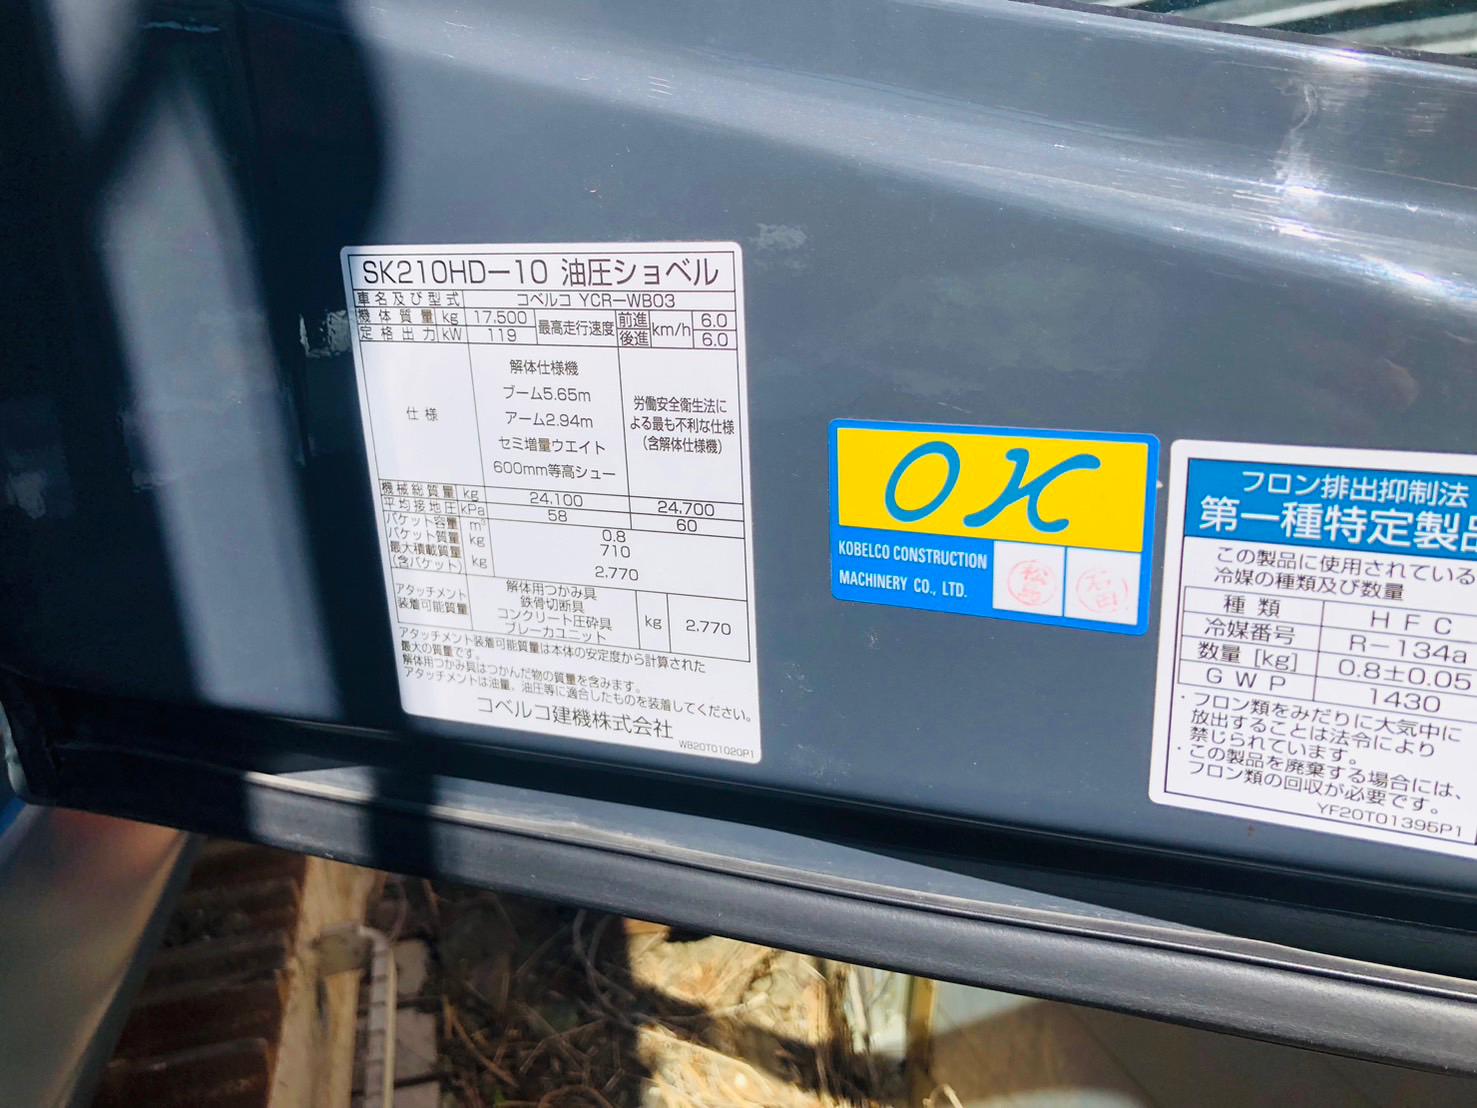 SK210HD-10 油圧ショベル
車名及び型式 コベルコ YCR-WB03
機体質量 kg 17,500 最高走行速度 前進 km/h 6.0
定格出力 kW 119 後進 6.0
仕様
解体仕様機
ブーム5.65m
アーム2.94m
セミ増量ウエイト
600mm等高シュー
労働安全衛生法に
よる最も不利な仕様
(含解体仕様機)
機械総質量 kg 24,100 24,700
平均接地圧 kPa 58 60
バケット容量 m³ 0.8
バケット質量 kg 710
最大積載質量
(含バケット) kg 2,770
アタッチメント
装着可能質量
解体用つかみ具
鉄骨切断具
コンクリート圧砕具
ブレーカユニット
kg 2,770
アタッチメント装着可能質量は本体の安定度から計算された
最大の質量です。
解体用つかみ具はつかんだ物の質量を含みます。
アタッチメントは油量、油圧等に適合したものを装着してください。
コベルコ建機株式会社
WB20T01020P1
OK
KOBELCO CONSTRUCTION
MACHINERY CO., LTD.
フロン排出抑制法
第一種特定製品
この製品に使用されている
冷媒の種類及び数量
種類 HFC
冷媒番号 R-134a
数量 [kg] 0.8±0.05
GWP 1430
・フロン類をみだりに大気中に
放出することは法令により
禁じられています。
・この製品を廃棄する場合には、
フロン類の回収が必要です。
YF20T01395P1